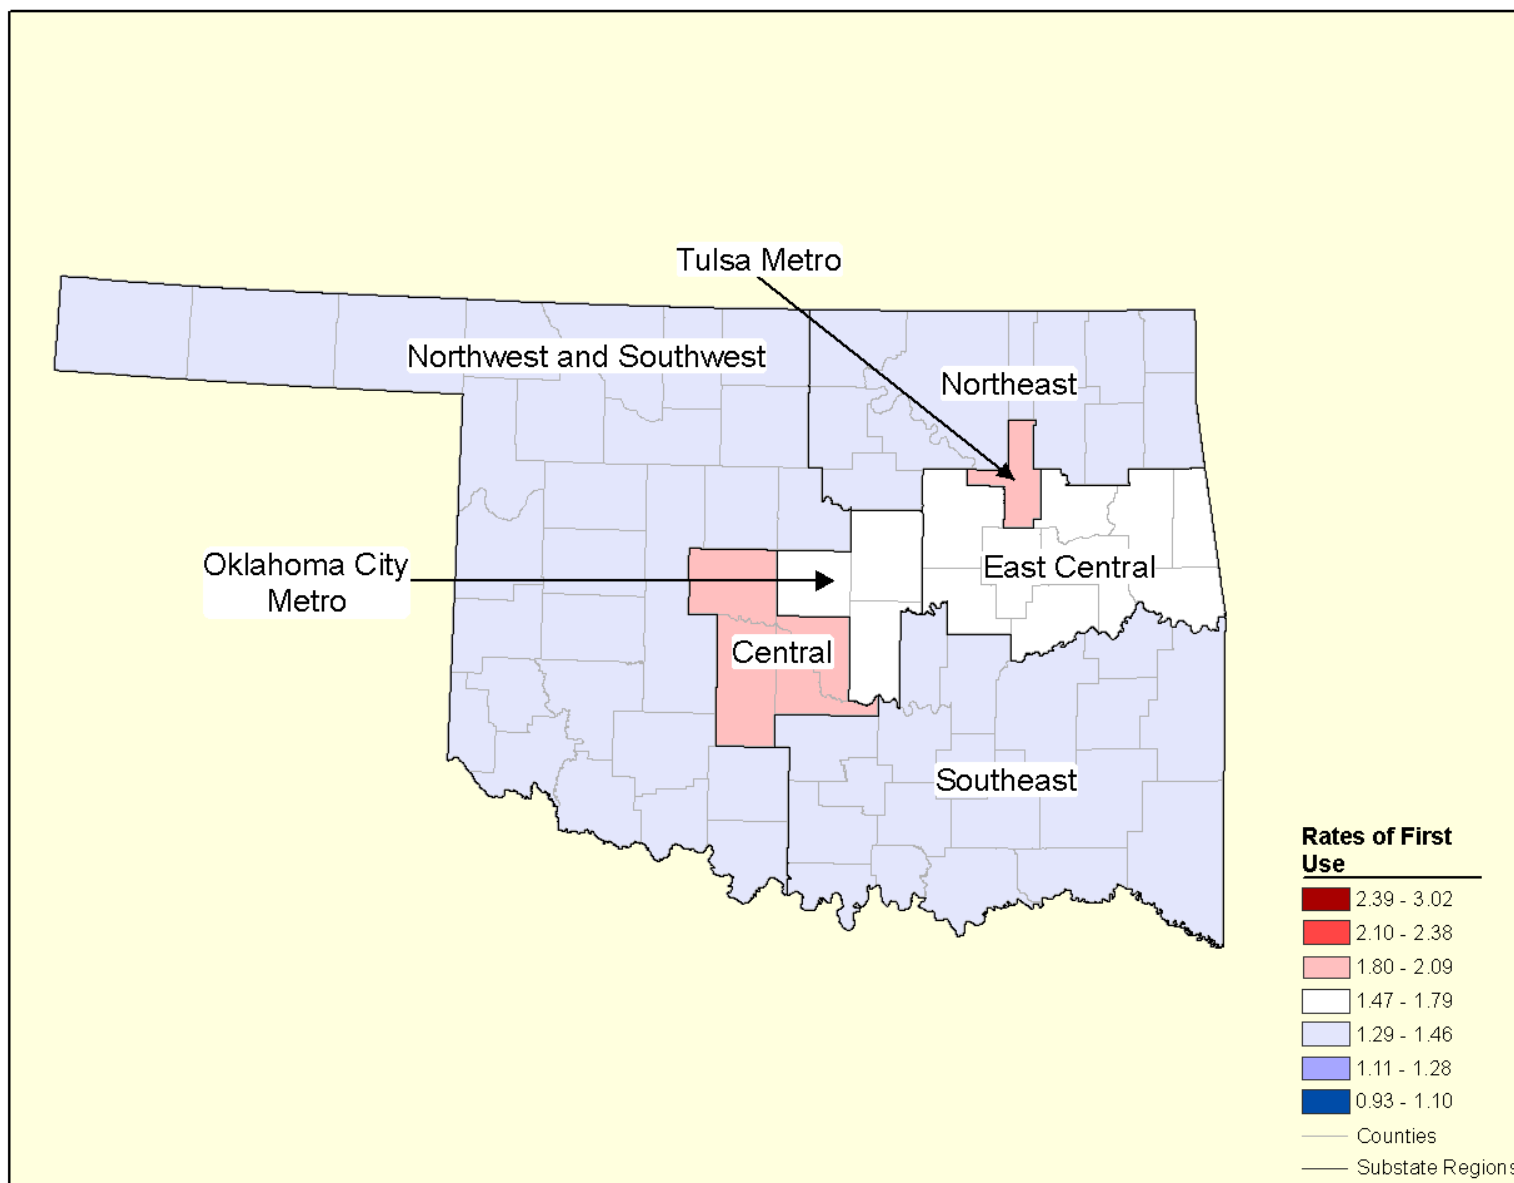 Tulsa Metro
Northwest and Southwest
Northeast
Oklahoma City
Metro
East Central
Central
Southeast
Rates of First
Use
2.39 - 3.02
2.10 - 2.38
1.80 - 2.09
1.47 - 1.79
1.29 - 1.46
1.11 - 1.28
0.93 - 1.10
Counties
Substate Regions